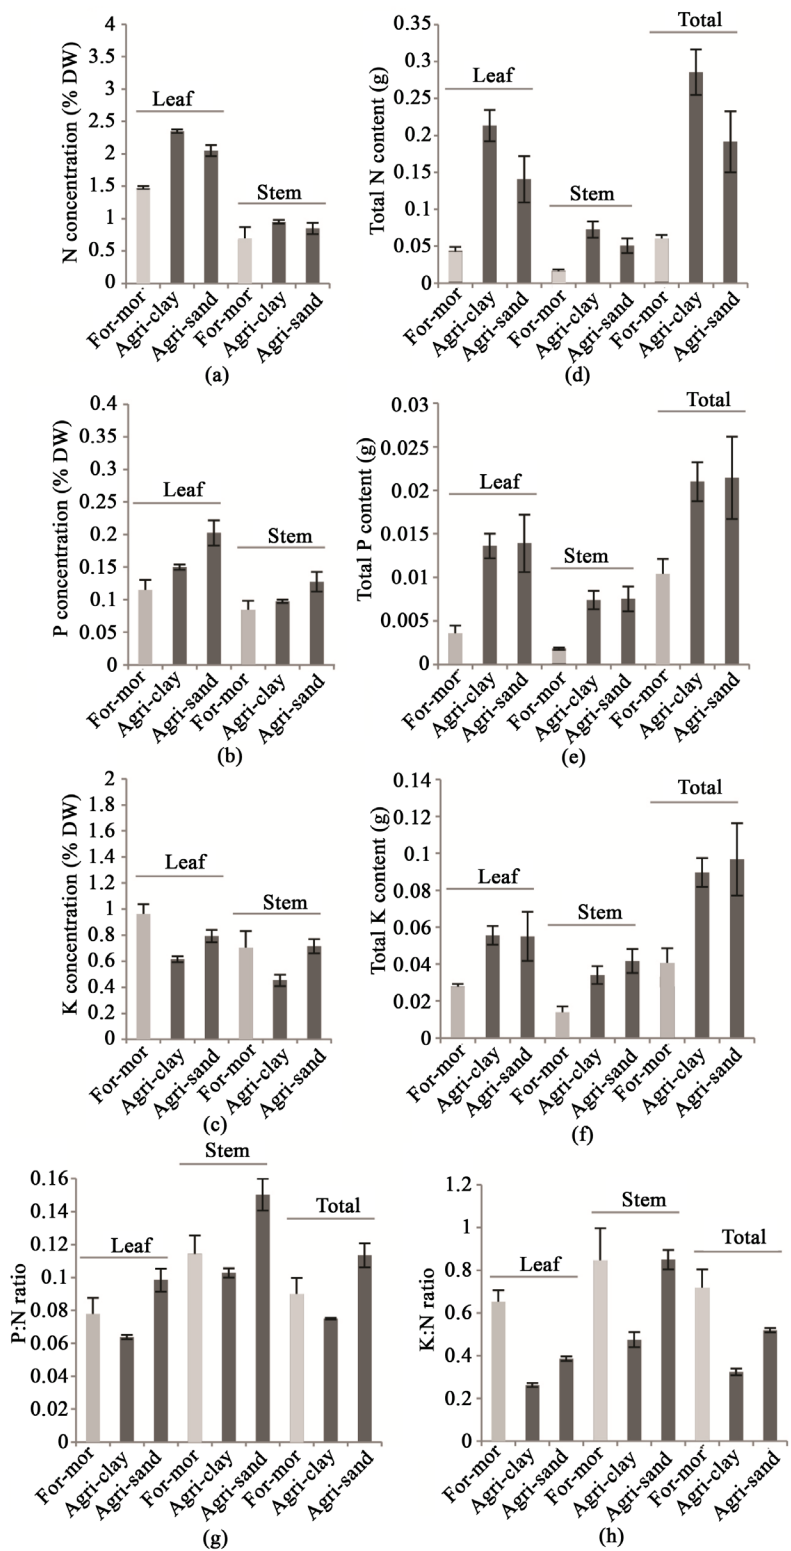 N concentration (% DW)
4
3.5
3
2.5
2
1.5
1
0.5
0
Leaf
Stem
For-mor
Agri-clay
Agri-sand
For-mor
Agri-clay
Agri-sand
(a)
Total N content (g)
0.35
0.3
0.25
0.2
0.15
0.1
0.05
0
Leaf
Stem
Total
For-mor
Agri-clay
Agri-sand
For-mor
Agri-clay
Agri-sand
For-mor
Agri-clay
Agri-sand
(d)
P concentration (% DW)
0.4
0.35
0.3
0.25
0.2
0.15
0.1
0.05
0
Leaf
Stem
For-mor
Agri-clay
Agri-sand
For-mor
Agri-clay
Agri-sand
(b)
Total P content (g)
0.03
0.025
0.02
0.015
0.01
0.005
0
Leaf
Stem
Total
For-mor
Agri-clay
Agri-sand
For-mor
Agri-clay
Agri-sand
For-mor
Agri-clay
Agri-sand
(e)
K concentration (% DW)
2
1.8
1.6
1.4
1.2
1
0.8
0.6
0.4
0.2
0
Leaf
Stem
For-mor
Agri-clay
Agri-sand
For-mor
Agri-clay
Agri-sand
(c)
Total K content (g)
0.14
0.12
0.1
0.08
0.06
0.04
0.02
0
Leaf
Stem
Total
For-mor
Agri-clay
Agri-sand
For-mor
Agri-clay
Agri-sand
For-mor
Agri-clay
Agri-sand
(f)
P:N ratio
0.16
0.14
0.12
0.1
0.08
0.06
0.04
0.02
0
Leaf
Stem
Total
For-mor
Agri-clay
Agri-sand
For-mor
Agri-clay
Agri-sand
For-mor
Agri-clay
Agri-sand
(g)
K:N ratio
1.2
1
0.8
0.6
0.4
0.2
0
Leaf
Stem
Total
For-mor
Agri-clay
Agri-sand
For-mor
Agri-clay
Agri-sand
For-mor
Agri-clay
Agri-sand
(h)